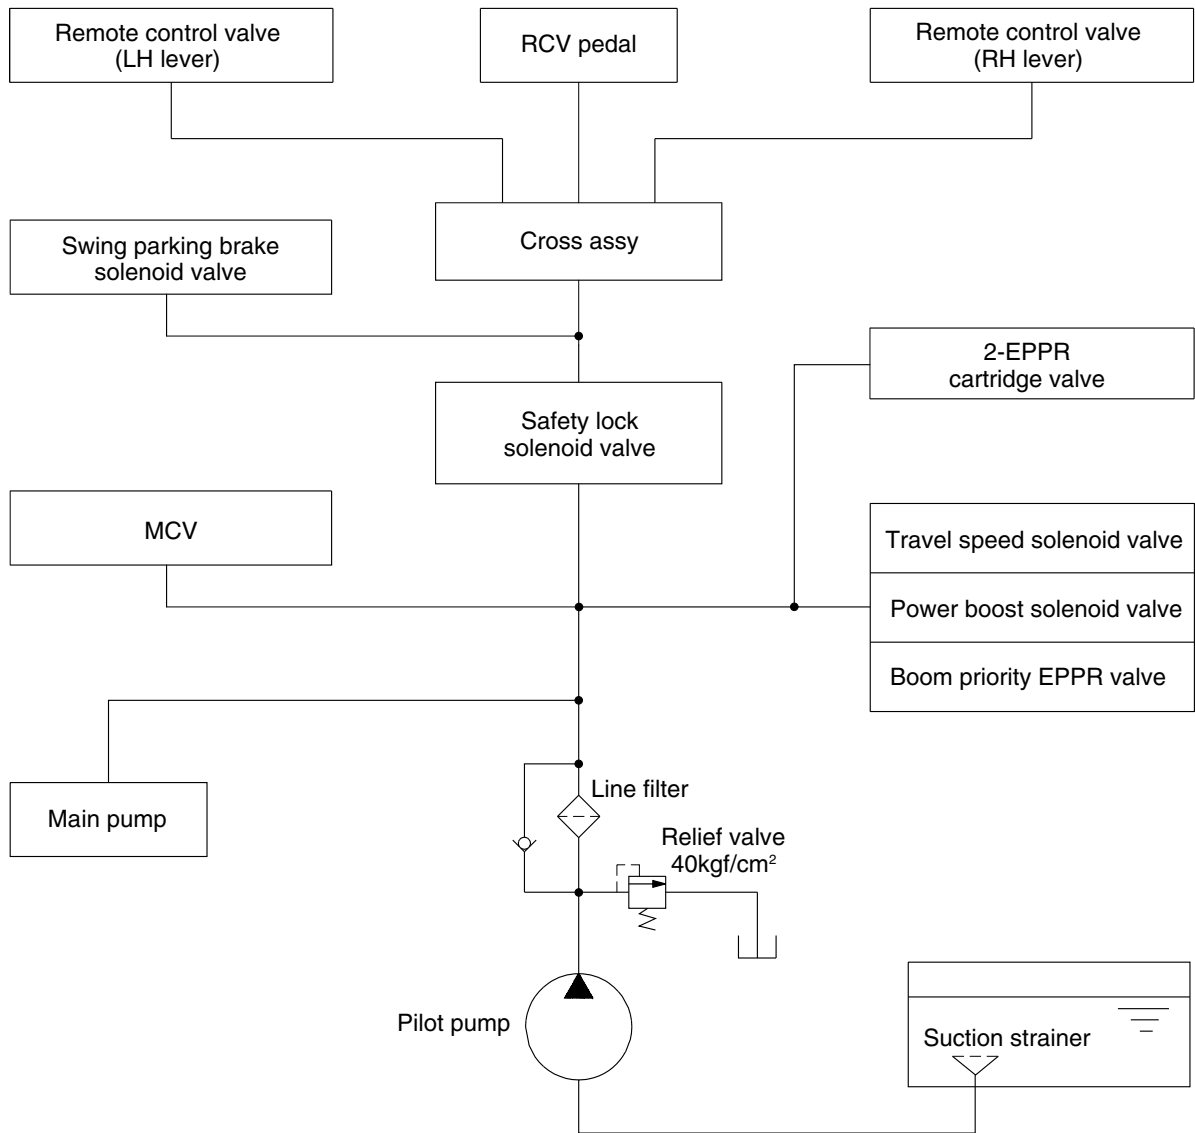 Remote control valve
(LH lever)
RCV pedal
Remote control valve
(RH lever)
Cross assy
Swing parking brake
solenoid valve
2-EPPR
cartridge valve
Safety lock
solenoid valve
MCV
Travel speed solenoid valve
Power boost solenoid valve
Boom priority EPPR valve
Line filter
Main pump
Relief valve
40kgf/cm²
Pilot pump
Suction strainer